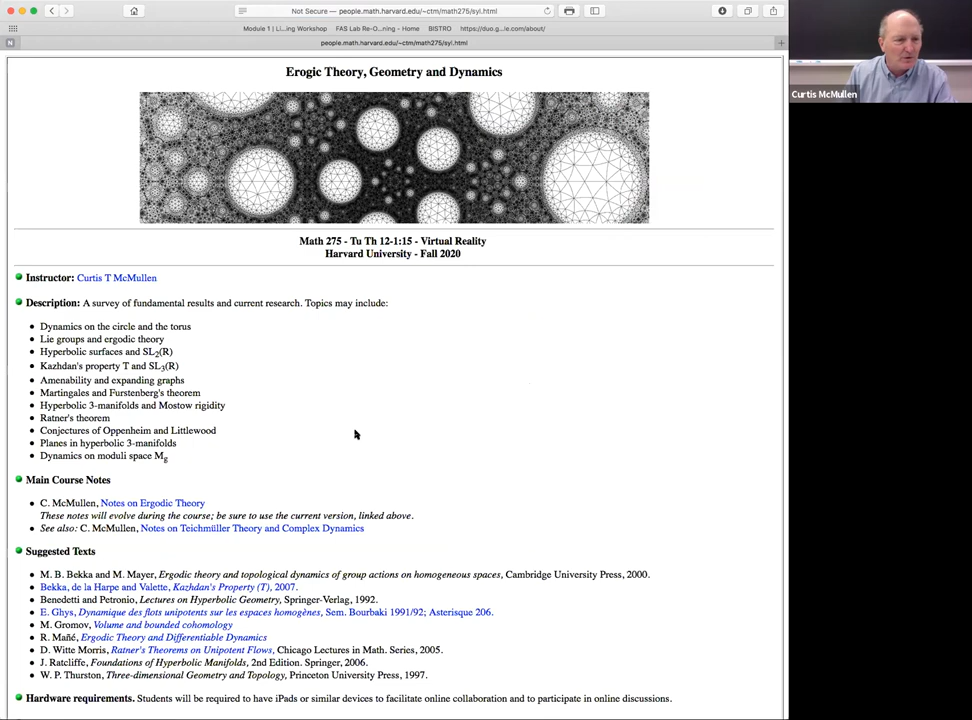 Not Secure — people.math.harvard.edu/~ctm/math275/syl.html
FAS Lab Re-O...ng - Home
BISTRO
https://duo.g...le.com/about/
people.math.harvard.edu/~ctm/math275/syl.html
Curtis McMullen
Erogic Theory, Geometry and Dynamics
Math 275 - Tu Th 12-1:15 - Virtual Reality
Harvard University - Fall 2020
Instructor: Curtis T McMullen
Description: A survey of fundamental results and current research. Topics may include:
Dynamics on the circle and the torus
Lie groups and ergodic theory
Hyperbolic surfaces and SL2(R)
Kazhdan's property T and SL3(R)
Amenability and expanding graphs
Martingales and Furstenberg's theorem
Hyperbolic 3-manifolds and Mostow rigidity
Ratner's theorem
Conjectures of Oppenheim and Littlewood
Planes in hyperbolic 3-manifolds
Dynamics on moduli space Mg
Main Course Notes
C. McMullen, Notes on Ergodic Theory
These notes will evolve during the course; be sure to use the current version, linked above.
See also: C. McMullen, Notes on Teichmüller Theory and Complex Dynamics
Suggested Texts
M. B. Bekka and M. Mayer, Ergodic theory and topological dynamics of group actions on homogeneous spaces, Cambridge University Press, 2000.
Bekka, de la Harpe and Valette, Kazhdan's Property (T), 2007.
Benedetti and Petronio, Lectures on Hyperbolic Geometry, Springer-Verlag, 1992.
E. Ghys, Dynamique des flots unipotents sur les espaces homogènes, Sem. Bourbaki 1991/92; Asterisque 206.
M. Gromov, Volume and bounded cohomology
R. Mañé, Ergodic Theory and Differentiable Dynamics
D. Witte Morris, Ratner's Theorems on Unipotent Flows, Chicago Lectures in Math. Series, 2005.
J. Ratcliffe, Foundations of Hyperbolic Manifolds, 2nd Edition. Springer, 2006.
W. P. Thurston, Three-dimensional Geometry and Topology, Princeton University Press, 1997.
Hardware requirements. Students will be required to have iPads or similar devices to facilitate online collaboration and to participate in online discussions.